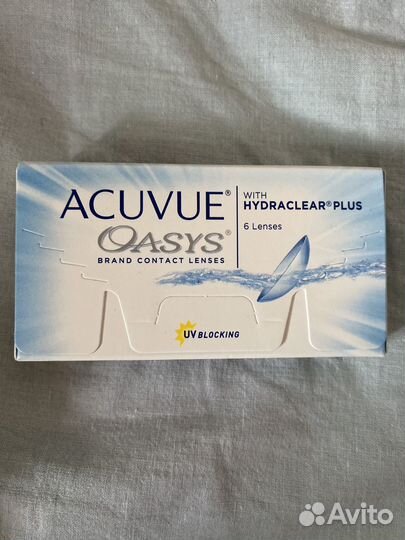 ACUVUE®
OASYS®
BRAND CONTACT LENSES
WITH
HYDRACLEAR® PLUS
6 Lenses
UV BLOCKING
Avito